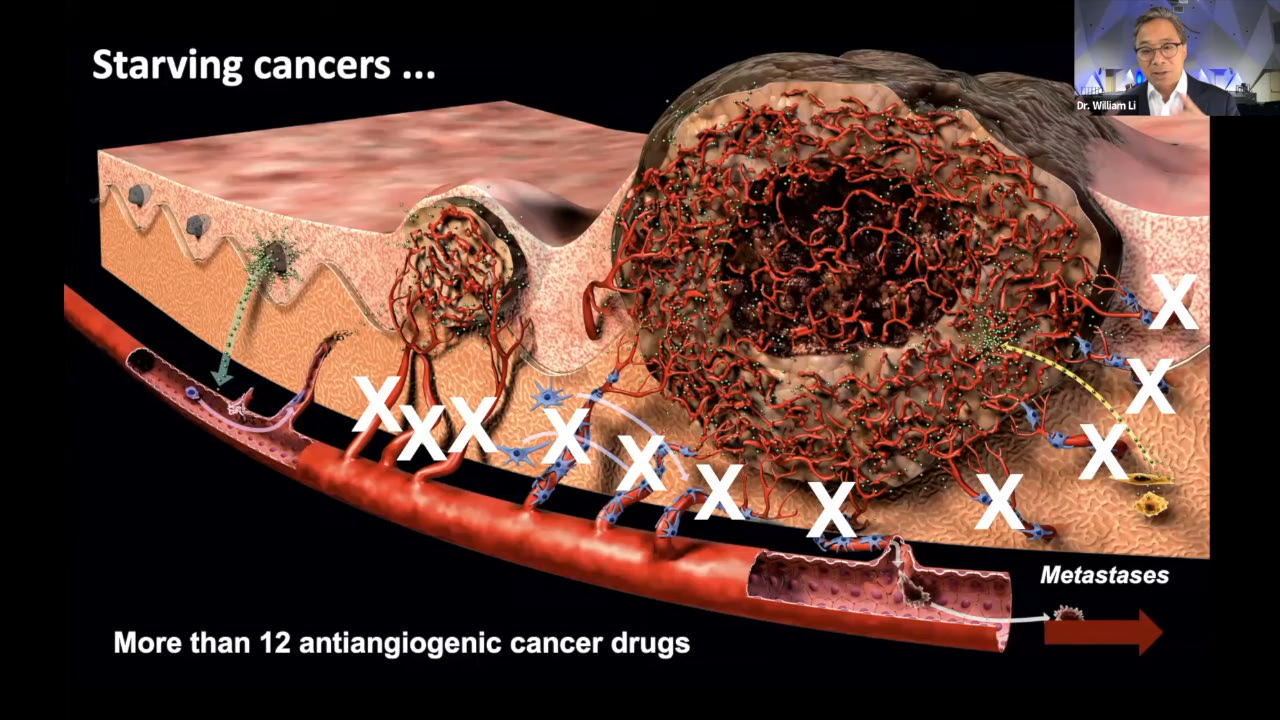 Starving cancers ...
Dr. William Li
X
X
X
X
X
X
X
X
X
X
X
Metastases
More than 12 antiangiogenic cancer drugs